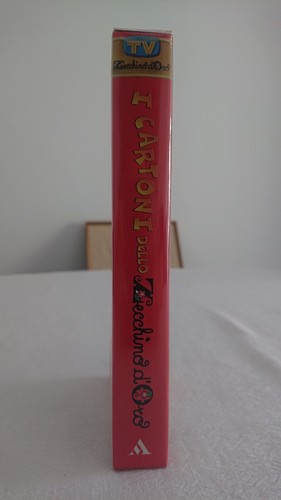 TV
Zecchino d'Oro
I CARTONI DELLO Zecchino d'Oro